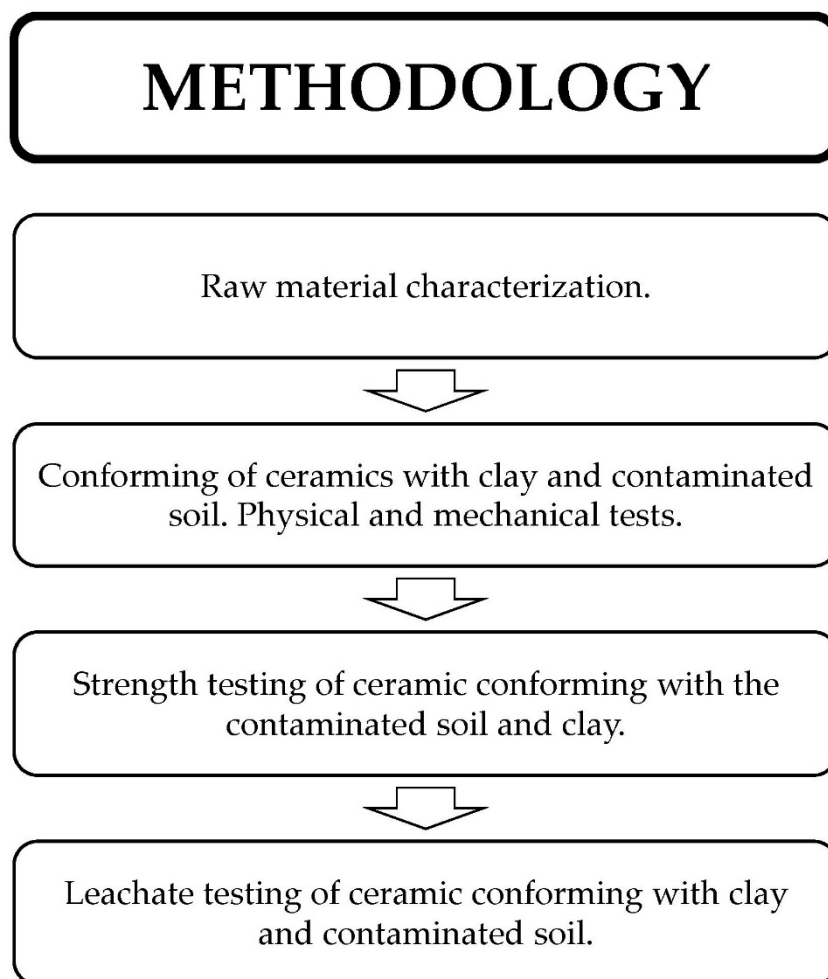 METHODOLOGY
Raw material characterization.
Conforming of ceramics with clay and contaminated
soil. Physical and mechanical tests.
Strength testing of ceramic conforming with the
contaminated soil and clay.
Leachate testing of ceramic conforming with clay
and contaminated soil.